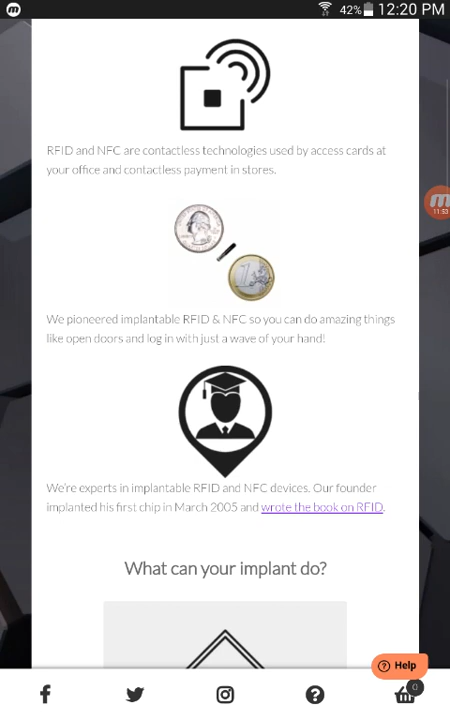 42% 12:20 PM
RFID and NFC are contactless technologies used by access cards at
your office and contactless payment in stores.
11:53
We pioneered implantable RFID & NFC so you can do amazing things
like open doors and log in with just a wave of your hand!
We're experts in implantable RFID and NFC devices. Our founder
implanted his first chip in March 2005 and wrote the book on RFID.
What can your implant do?
? Help
0